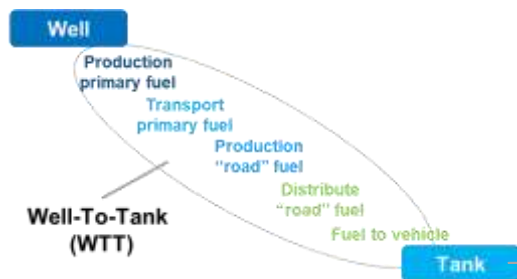 Well
Production
primary fuel
Transport
primary fuel
Production
“road” fuel
Distribute
“road” fuel
Fuel to vehicle
Well-To-Tank
(WTT)
Tank